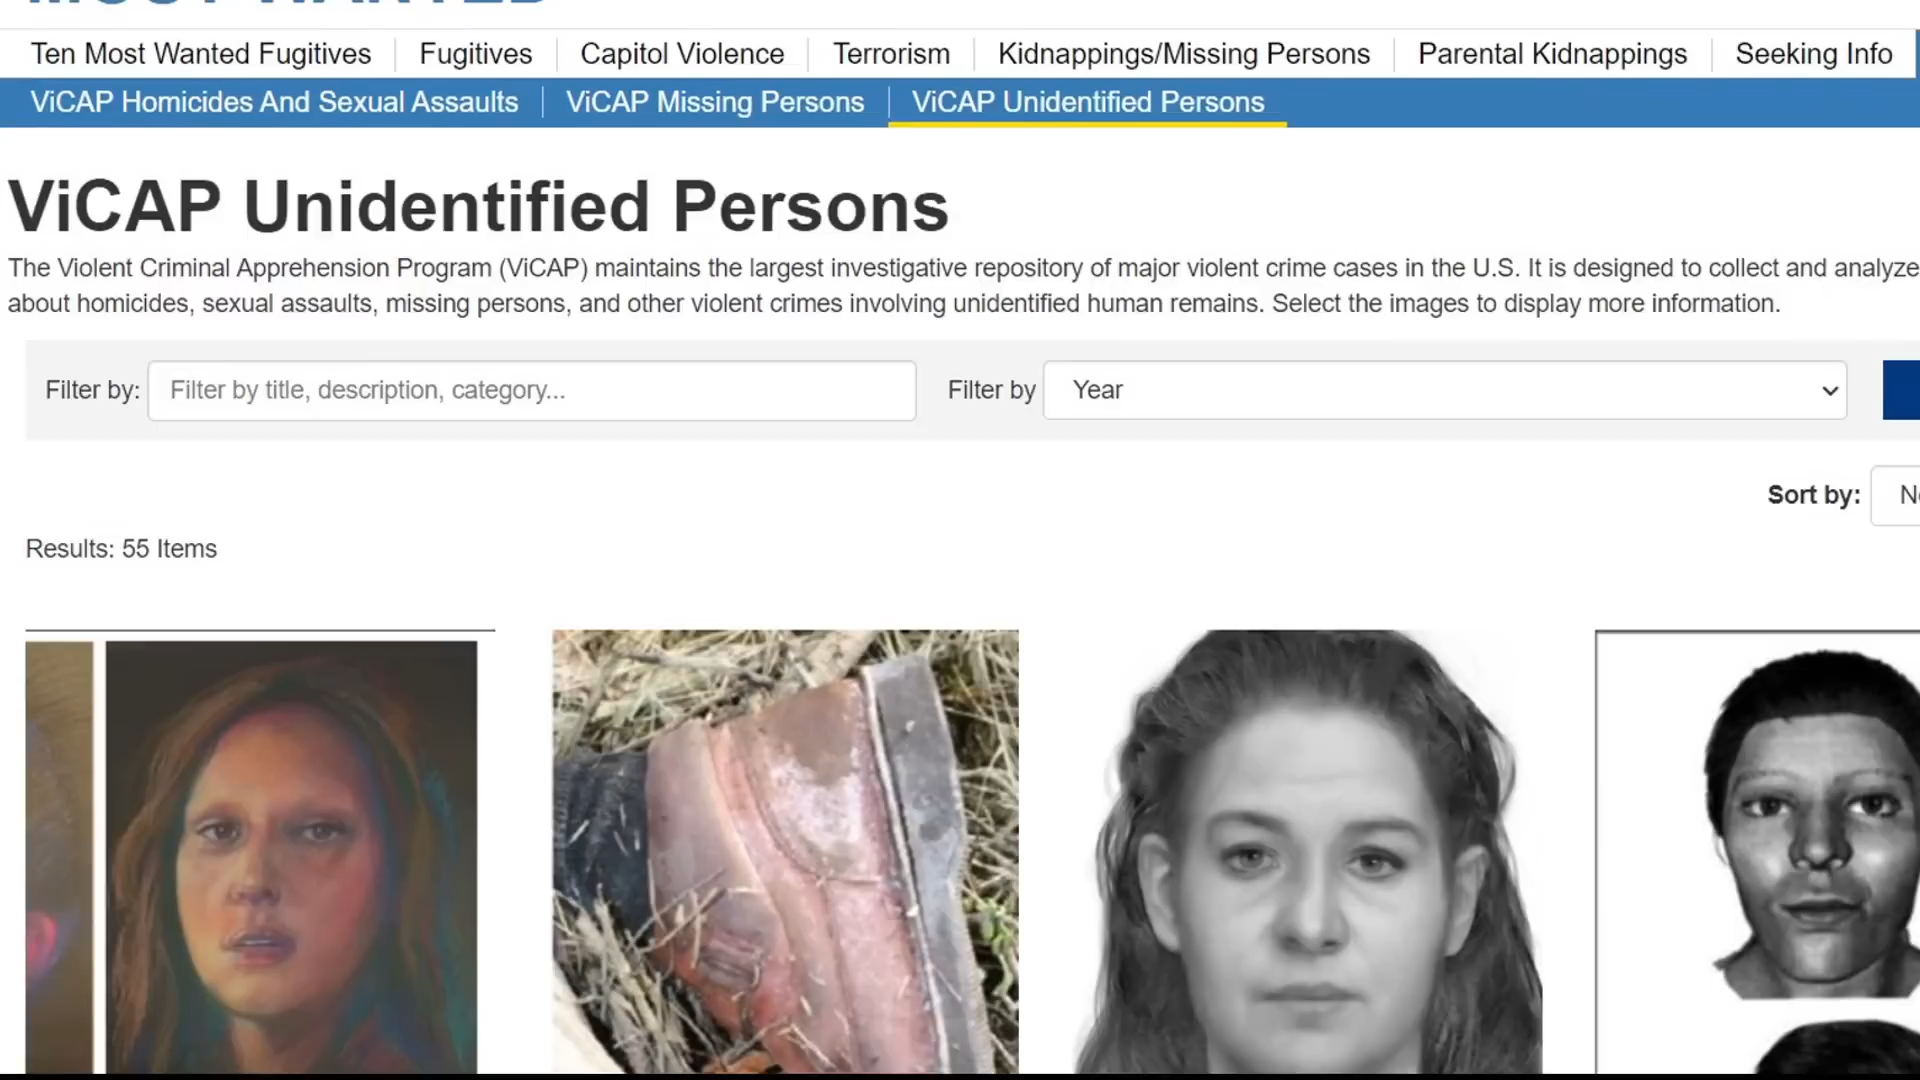 MOST WANTED
Ten Most Wanted Fugitives Fugitives Capitol Violence Terrorism Kidnappings/Missing Persons Parental Kidnappings Seeking Info
ViCAP Homicides And Sexual Assaults ViCAP Missing Persons ViCAP Unidentified Persons
ViCAP Unidentified Persons
The Violent Criminal Apprehension Program (ViCAP) maintains the largest investigative repository of major violent crime cases in the U.S. It is designed to collect and analyze
about homicides, sexual assaults, missing persons, and other violent crimes involving unidentified human remains. Select the images to display more information.
Filter by: Filter by title, description, category... Filter by Year
Sort by:
Results: 55 Items